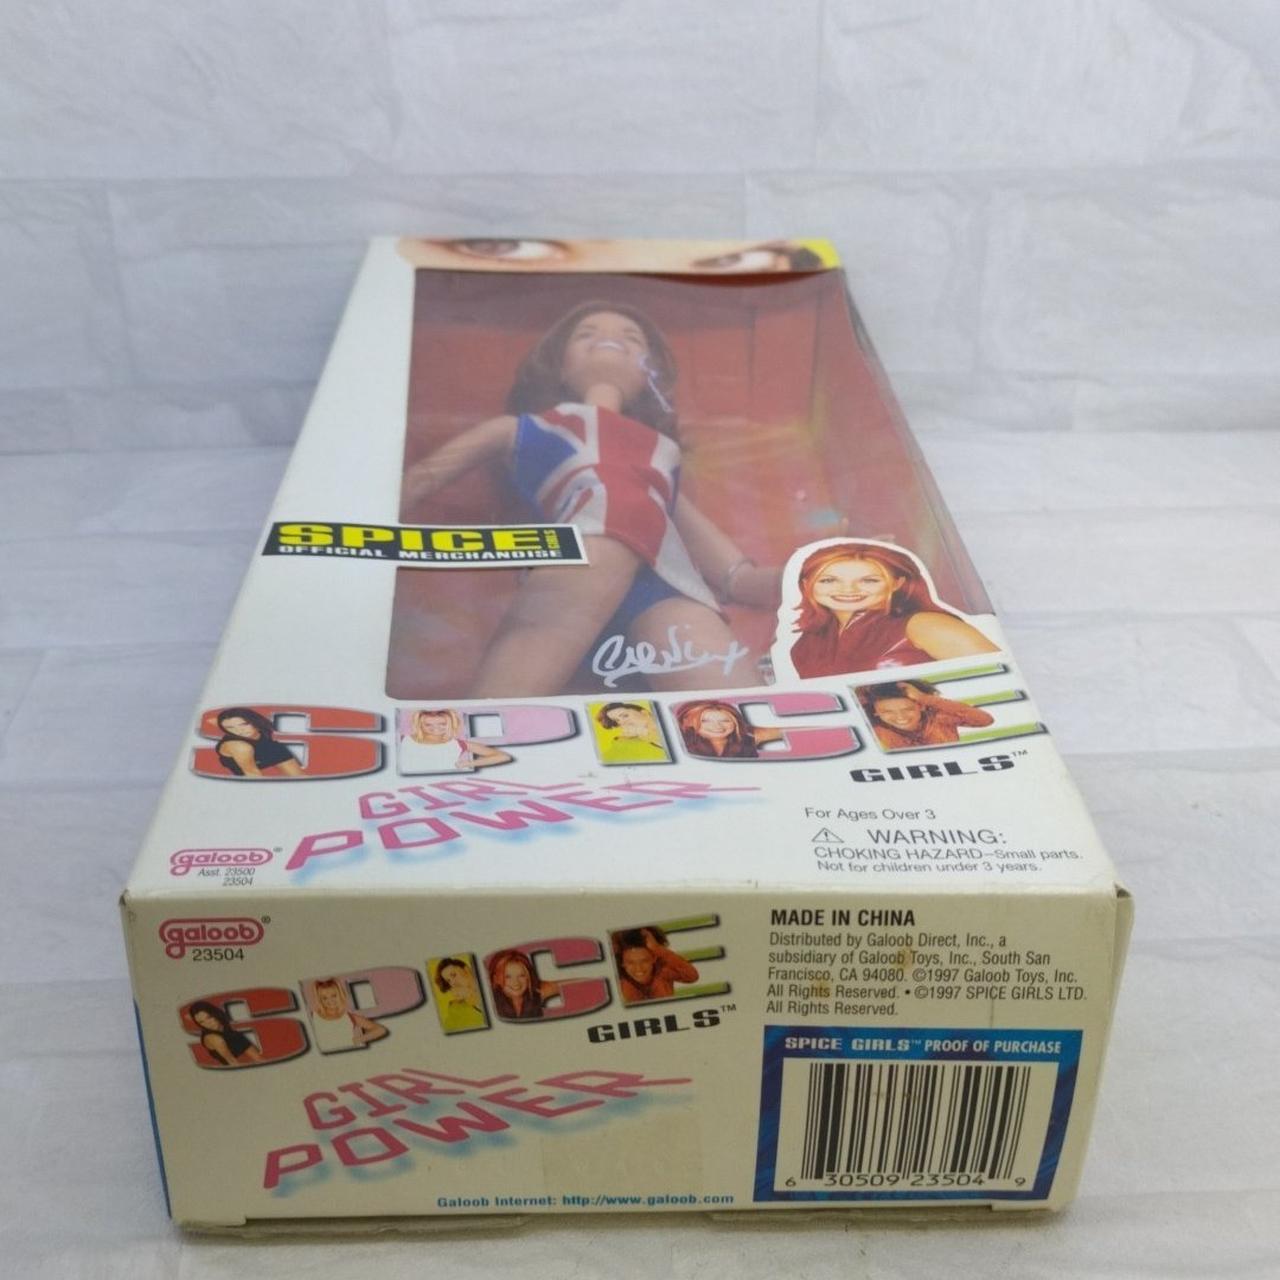 SPICE GIRLS
OFFICIAL MERCHANDISE
SPICE
GIRLS™
GIRL
POWER
For Ages Over 3
⚠ WARNING:
CHOKING HAZARD–Small parts.
Not for children under 3 years.
galoob®
Asst. 23500
23504
galoob®
23504
SPICE
GIRLS™
GIRL
POWER
Galoob Internet: http://www.galoob.com
MADE IN CHINA
Distributed by Galoob Direct, Inc., a
subsidiary of Galoob Toys, Inc., South San
Francisco, CA 94080. ©1997 Galoob Toys, Inc.
All Rights Reserved. • ©1997 SPICE GIRLS LTD.
All Rights Reserved.
SPICE GIRLS™ PROOF OF PURCHASE
6 30509 23504 9